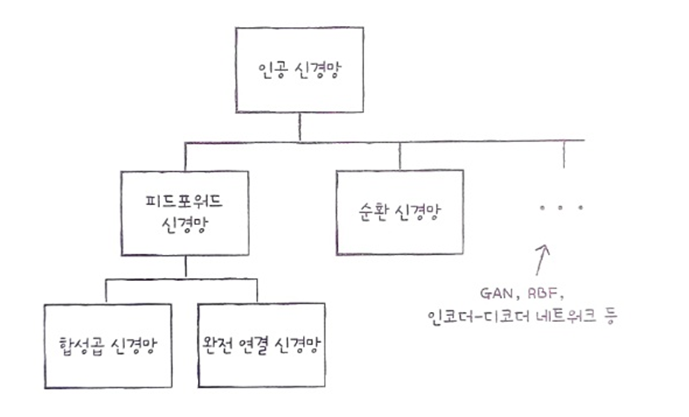 인공 신경망
피드포워드
신경망
순환 신경망
...
GAN, RBF,
인코더-디코더 네트워크 등
합성곱 신경망
완전 연결 신경망